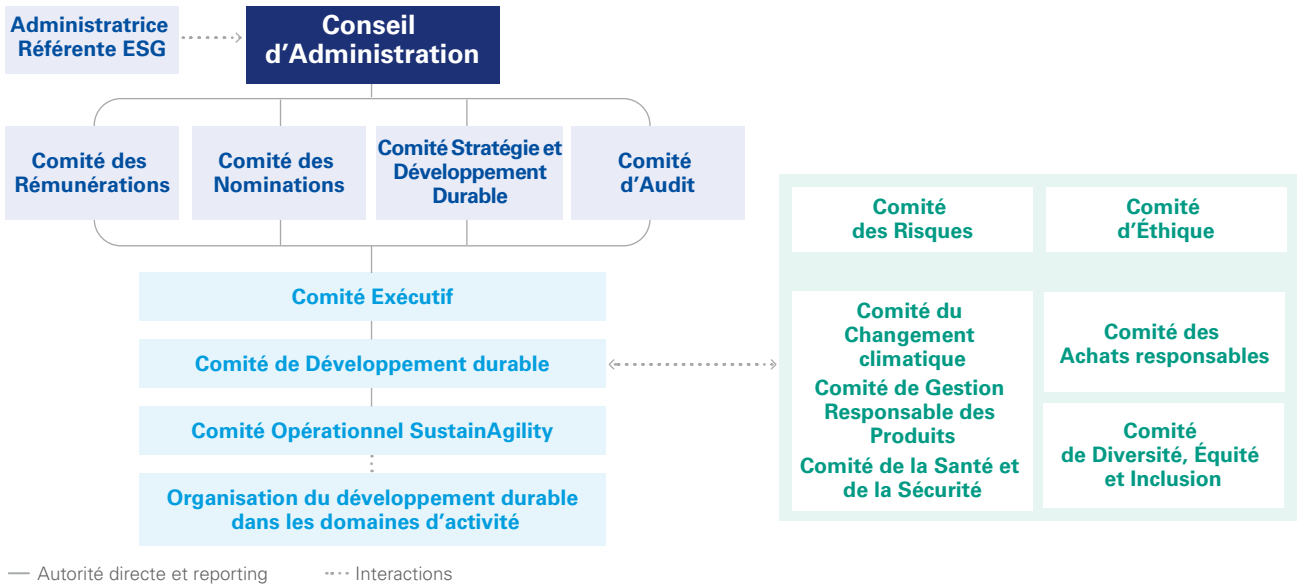 Administratrice
Référente ESG
Conseil
d’Administration
Comité des
Rémunérations
Comité des
Nominations
Comité Stratégie et
Développement
Durable
Comité
d’Audit
Comité
des Risques
Comité
d’Éthique
Comité Exécutif
Comité de Développement durable
Comité Opérationnel SustainAgility
Organisation du développement durable
dans les domaines d’activité
Comité du
Changement
climatique
Comité de Gestion
Responsable des
Produits
Comité de la Santé et
de la Sécurité
Comité des
Achats responsables
Comité
de Diversité, Équité
et Inclusion
Autorité directe et reporting
Interactions